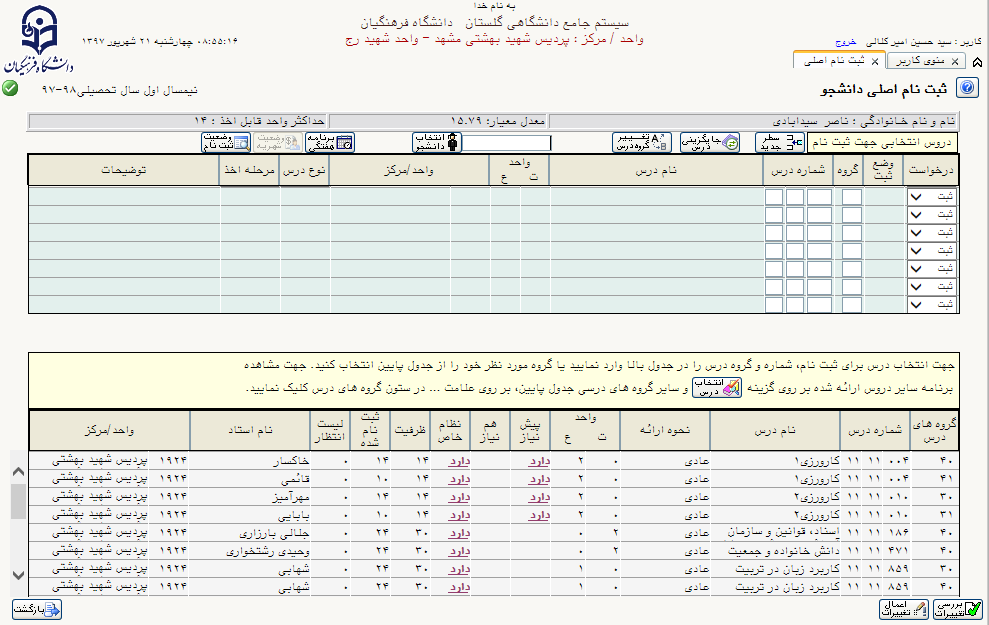 به نام خدا
سیستم جامع دانشگاهی گلستان دانشگاه فرهنگیان
واحد / مرکز : پردیس شهید بهشتی مشهد - واحد شهید رج
دانشگاه فرهنگیان
۰۸:۵۵:۱۶ چهارشنبه ۲۱ شهریور ۱۳۹۷
کاربر : سید حسین امیر کلالی خروج
منوی کاربر x ثبت نام اصلی x
ثبت نام اصلی دانشجو
نیمسال اول سال تحصیلی ۹۸-۹۷
نام و نام خانوادگی : ناصر سیدابادی معدل معیار: ۱۵.۷۹ حداکثر واحد قابل اخذ : ۱۴
دروس انتخابی جهت ثبت نام سطر جدید جایگزینی درس تغییر گروه درس انتخاب دانشجو برنامه هفتگی وضعیت شهریه وضعیت ثبت نام
درخواست وضع ثبت گروه شماره درس نام درس واحد ت ع واحد/مرکز نوع درس مرحله اخذ توضیحات
ثبت
ثبت
ثبت
ثبت
ثبت
ثبت
ثبت
جهت انتخاب درس برای ثبت نام، شماره و گروه درس را در جدول بالا وارد نمایید یا گروه مورد نظر خود را از جدول پایین انتخاب کنید. جهت مشاهده
برنامه سایر دروس ارائه شده بر روی گزینه انتخاب درس و سایر گروه های درسی جدول پایین، بر روی علامت ... در ستون گروه های درس کلیک نمایید.
گروه های درس شماره درس نام درس نحوه ارائه واحد ت ع پیش نیاز هم نیاز نظام خاص ظرفیت ثبت نام شده لیست انتظار نام استاد واحد/مرکز
۴۰ ۰۰۴ ۱۱ ۱۱ کارورزی۱ عادی ۰ ۲ دارد دارد ۱۴ ۱۴ ۰ خاکسار ۱۹۲۴ پردیس شهید بهشتی
۴۱ ۰۰۴ ۱۱ ۱۱ کارورزی۱ عادی ۰ ۲ دارد دارد ۱۴ ۱۰ ۰ قائمی ۱۹۲۴ پردیس شهید بهشتی
۳۰ ۰۱۰ ۱۱ ۱۱ کارورزی۲ عادی ۰ ۲ دارد دارد ۱۴ ۱۴ ۰ مهرآمیز ۱۹۲۴ پردیس شهید بهشتی
۳۱ ۰۱۰ ۱۱ ۱۱ کارورزی۲ عادی ۰ ۲ دارد دارد ۱۴ ۱۰ ۰ بابایی ۱۹۲۴ پردیس شهید بهشتی
۴۰ ۱۸۶ ۱۱ ۱۱ اسناد، قوانین و سازمان عادی ۲ ۰ دارد ۳۰ ۲۴ ۰ جلالی بارزاری ۱۹۲۴ پردیس شهید بهشتی
۴۰ ۴۷۱ ۱۱ ۱۱ دانش خانواده و جمعیت عادی ۲ ۰ دارد ۳۰ ۲۴ ۰ وحیدی رشتخواری ۱۹۲۴ پردیس شهید بهشتی
۳۰ ۸۵۹ ۱۱ ۱۱ کاربرد زبان در تربیت عادی ۰ ۱ دارد ۳۰ ۲۴ ۰ شهابی ۱۹۲۴ پردیس شهید بهشتی
۴۰ ۸۵۹ ۱۱ ۱۱ کاربرد زبان در تربیت عادی ۰ ۱ دارد ۳۰ ۲۴ ۰ شهابی ۱۹۲۴ پردیس شهید بهشتی
بررسی تغییرات اعمال تغییرات بازگشت